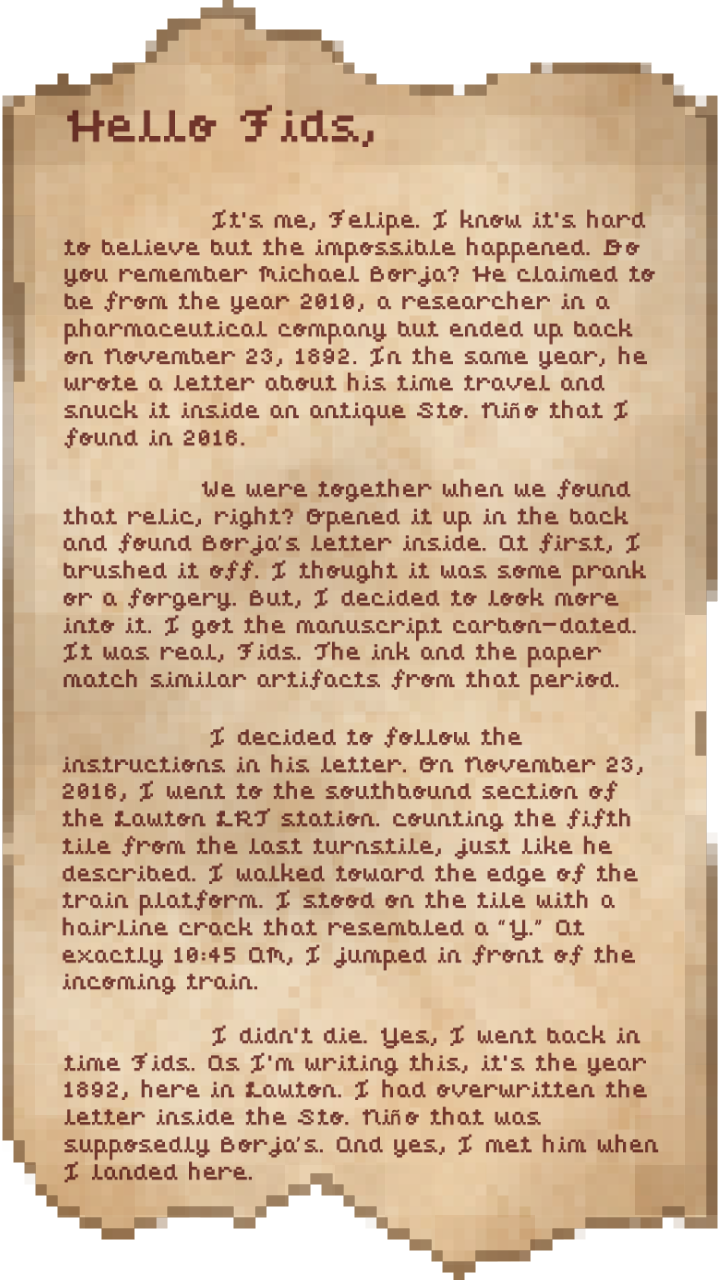 Hello Fids,
It's me, Felipe. I know it's hard
to believe but the impossible happened. Do
you remember Michael Borja? He claimed to
be from the year 2010, a researcher in a
pharmaceutical company but ended up back
on November 23, 1892. In the same year, he
wrote a letter about his time travel and
snuck it inside an antique Sto. Niño that I
found in 2016.
We were together when we found
that relic, right? Opened it up in the back
and found Borja's letter inside. At first, I
brushed it off. I thought it was some prank
or a forgery. But, I decided to look more
into it. I got the manuscript carbon-dated.
It was real, Fids. The ink and the paper
match similar artifacts from that period.
I decided to follow the
instructions in his letter. On November 23,
2016, I went to the southbound section of
the Lawton LRT station. counting the fifth
tile from the last turnstile, just like he
described. I walked toward the edge of the
train platform. I stood on the tile with a
hairline crack that resembled a "Y." At
exactly 10:45 AM, I jumped in front of the
incoming train.
I didn't die. Yes, I went back in
time Fids. As I'm writing this, it's the year
1892, here in Lawton. I had overwritten the
letter inside the Sto. Niño that was
supposedly Borja's. And yes, I met him when
I landed here.